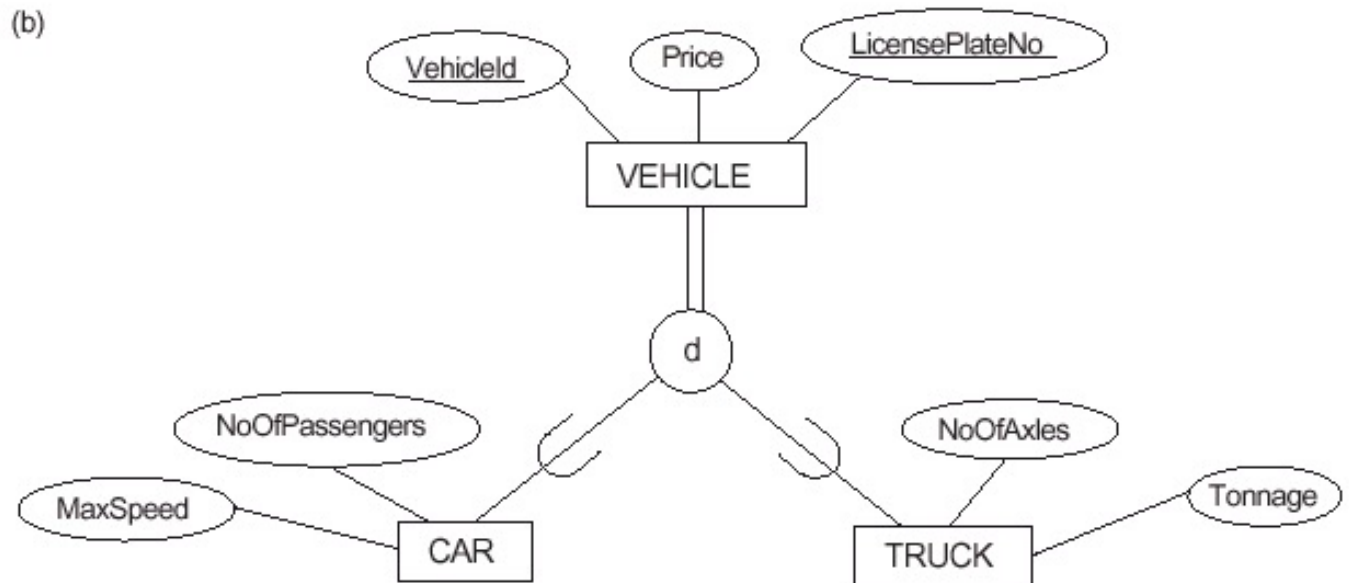 (b)
VehicleId
Price
LicensePlateNo
VEHICLE
d
NoOfPassengers
NoOfAxles
MaxSpeed
Tonnage
CAR
TRUCK